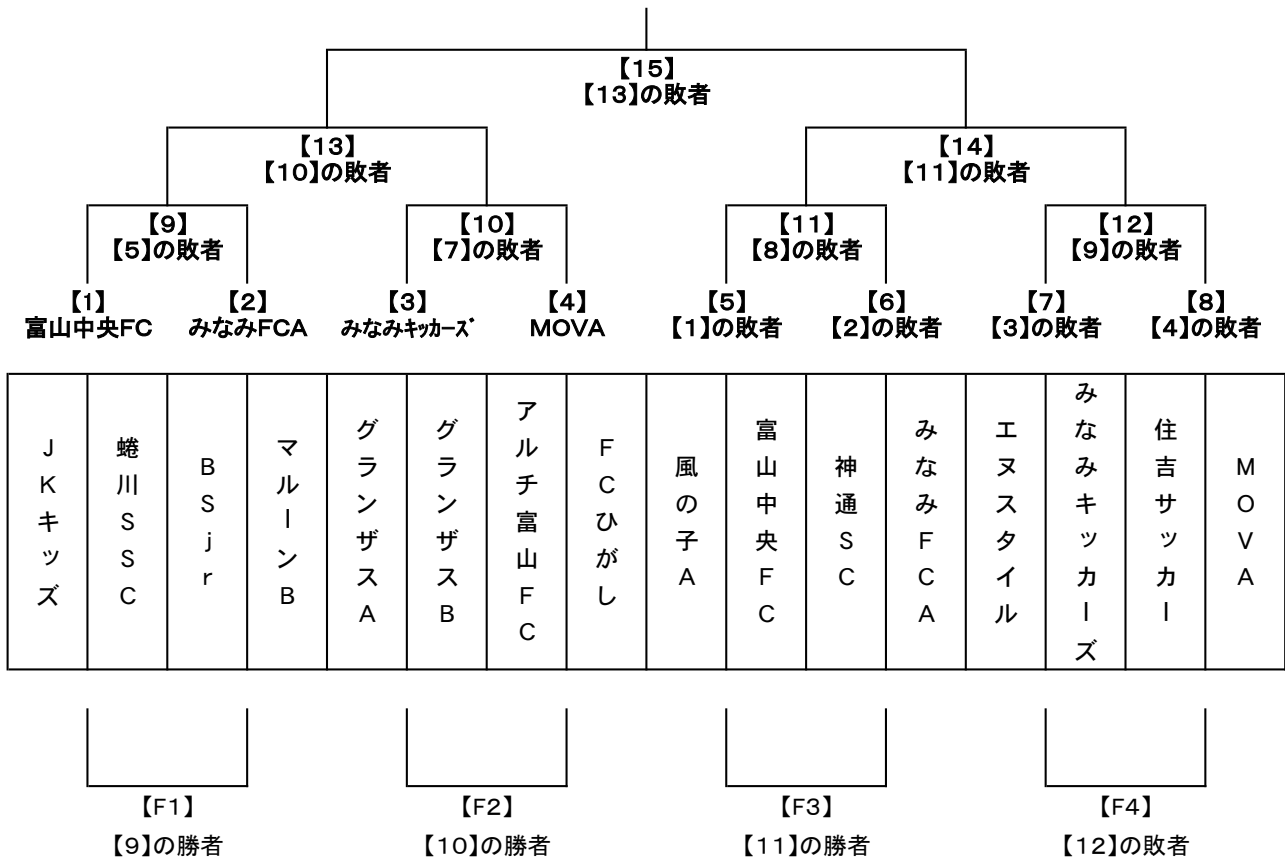 【15】
【13】の敗者
【13】
【10】の敗者
【14】
【11】の敗者
【9】
【5】の敗者
【10】
【7】の敗者
【11】
【8】の敗者
【12】
【9】の敗者
【1】
富山中央FC
【2】
みなみFCA
【3】
みなみｷｯｶｰｽﾞ
【4】
MOVA
【5】
【1】の敗者
【6】
【2】の敗者
【7】
【3】の敗者
【8】
【4】の敗者
JKキッズ
蜷川SSC
BSjr
マルーンB
グランザスA
グランザスB
アルチ富山FC
FCひがし
風の子A
富山中央FC
神通SC
みなみFCA
エヌスタイル
みなみキッカーズ
住吉サッカー
MOVA
【F1】
【9】の勝者
【F2】
【10】の勝者
【F3】
【11】の勝者
【F4】
【12】の敗者